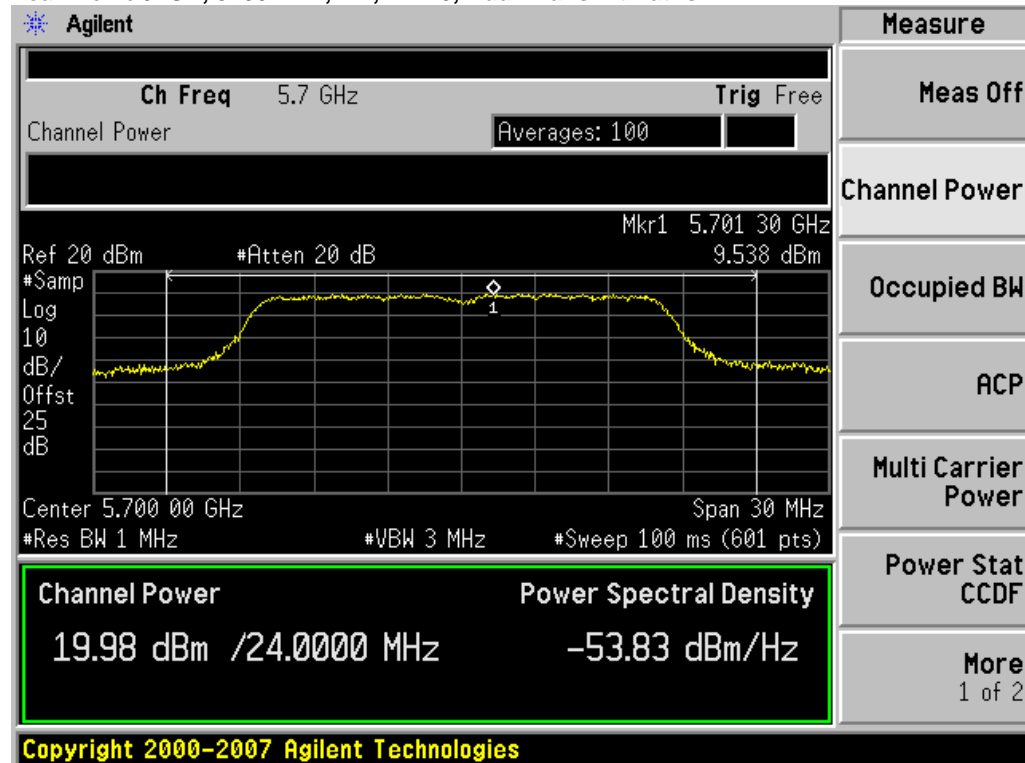 Agilent
Measure
Ch Freq 5.7 GHz Trig Free
Channel Power Averages: 100
Mkr1 5.701 30 GHz
Ref 20 dBm #Atten 20 dB 9.538 dBm
#Samp
Log
10
dB/
Offst
25
dB
1
Center 5.700 00 GHz Span 30 MHz
#Res BW 1 MHz #VBW 3 MHz #Sweep 100 ms (601 pts)
Channel Power Power Spectral Density
19.98 dBm /24.0000 MHz -53.83 dBm/Hz
Meas Off
Channel Power
Occupied BW
ACP
Multi Carrier
Power
Power Stat
CCDF
More
1 of 2
Copyright 2000-2007 Agilent Technologies